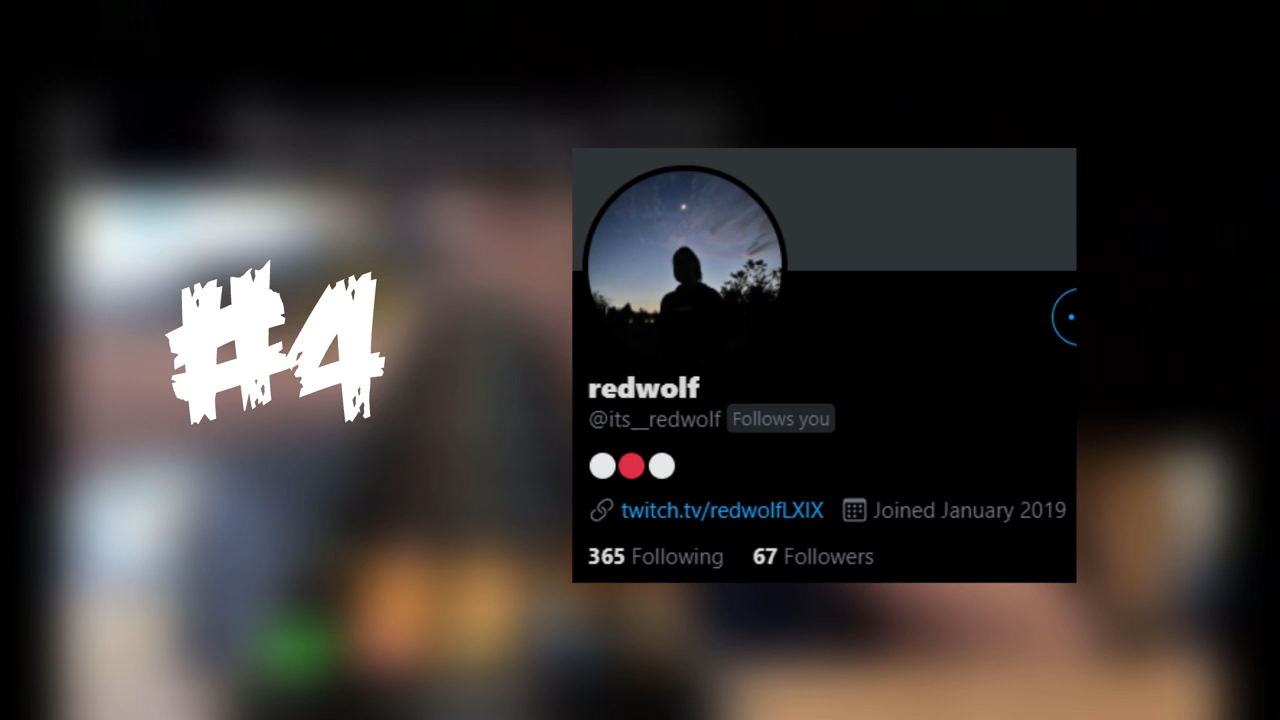 #4
redwolf
@its__redwolf Follows you
twitch.tv/redwolfLXIX Joined January 2019
365 Following 67 Followers